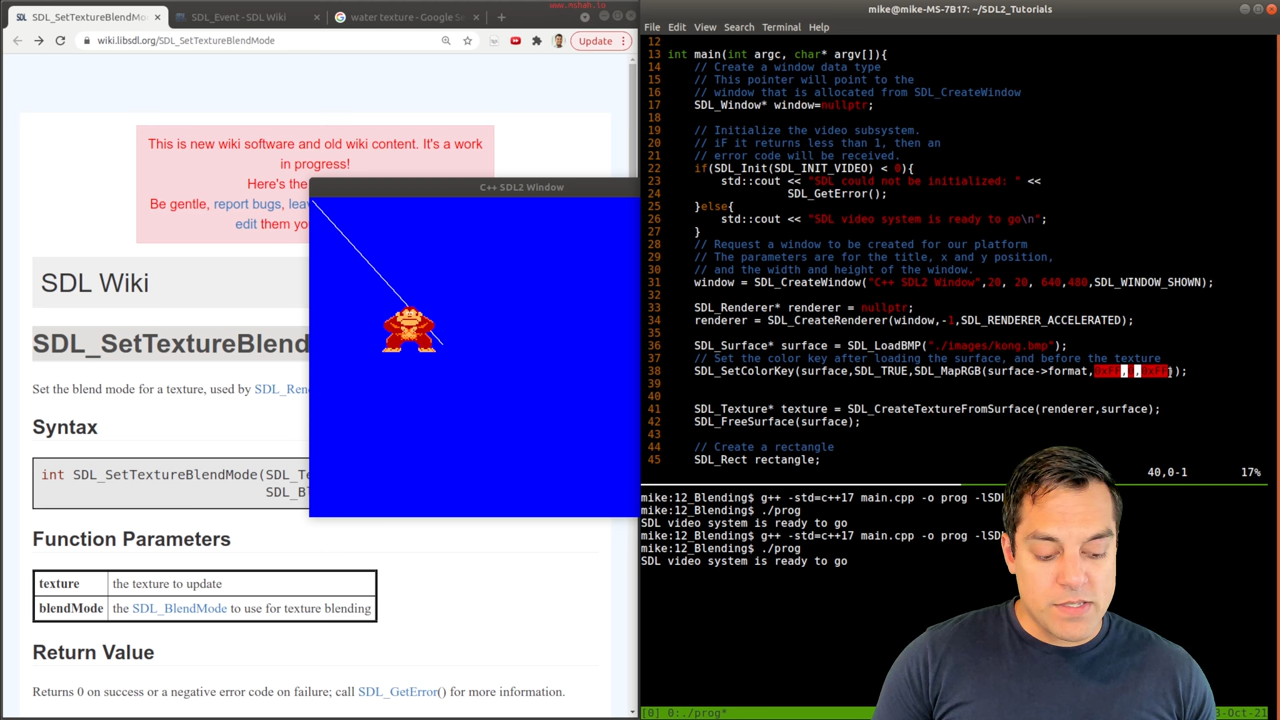 SDL_SetTextureBlendMo
SDL_Event - SDL Wiki
water texture - Google Se
www.mshah.io
wiki.libsdl.org/SDL_SetTextureBlendMode
Update
This is new wiki software and old wiki content. It's a work
in progress!
Here's the
Be gentle, report bugs, leav
edit them yo
SDL Wiki
SDL_SetTextureBlend
Set the blend mode for a texture, used by SDL_Ren
Syntax
int SDL_SetTextureBlendMode(SDL_Te
SDL_Bl
Function Parameters
texture the texture to update
blendMode the SDL_BlendMode to use for texture blending
Return Value
Returns 0 on success or a negative error code on failure; call SDL_GetError() for more information.
C++ SDL2 Window
mike@mike-MS-7B17: ~/SDL2_Tutorials
File Edit View Search Terminal Help
12
13 int main(int argc, char* argv[]){
14 // Create a window data type
15 // This pointer will point to the
16 // window that is allocated from SDL_CreateWindow
17 SDL_Window* window=nullptr;
18
19 // Initialize the video subsystem.
20 // iF it returns less than 1, then an
21 // error code will be received.
22 if(SDL_Init(SDL_INIT_VIDEO) < 0){
23 std::cout << "SDL could not be initialized: " <<
24 SDL_GetError();
25 }else{
26 std::cout << "SDL video system is ready to go\n";
27 }
28 // Request a window to be created for our platform
29 // The parameters are for the title, x and y position,
30 // and the width and height of the window.
31 window = SDL_CreateWindow("C++ SDL2 Window",20, 20, 640,480,SDL_WINDOW_SHOWN);
32
33 SDL_Renderer* renderer = nullptr;
34 renderer = SDL_CreateRenderer(window,-1,SDL_RENDERER_ACCELERATED);
35
36 SDL_Surface* surface = SDL_LoadBMP("./images/kong.bmp");
37 // Set the color key after loading the surface, and before the texture
38 SDL_SetColorKey(surface,SDL_TRUE,SDL_MapRGB(surface->format,0xFF, ,0xFF));
39
40
41 SDL_Texture* texture = SDL_CreateTextureFromSurface(renderer,surface);
42 SDL_FreeSurface(surface);
43
44 // Create a rectangle
45 SDL_Rect rectangle;
40,0-1 17%
mike:12_Blending$ g++ -std=c++17 main.cpp -o prog -lSD
mike:12_Blending$ ./prog
SDL video system is ready to go
mike:12_Blending$ g++ -std=c++17 main.cpp -o prog -lSD
mike:12_Blending$ ./prog
SDL video system is ready to go
[0] 0:./prog*
3-Oct-21